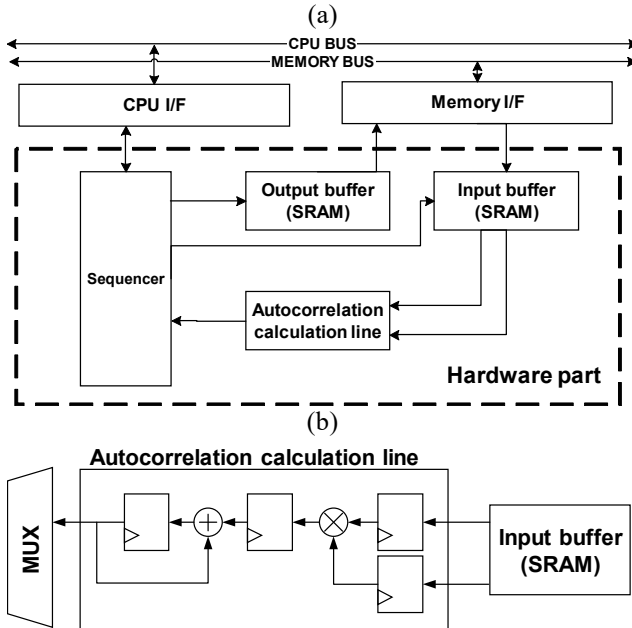 (a)
CPU BUS
MEMORY BUS
CPU I/F
Memory I/F
Output buffer
(SRAM)
Input buffer
(SRAM)
Sequencer
Autocorrelation
calculation line
Hardware part
(b)
Autocorrelation calculation line
MUX
Input buffer
(SRAM)